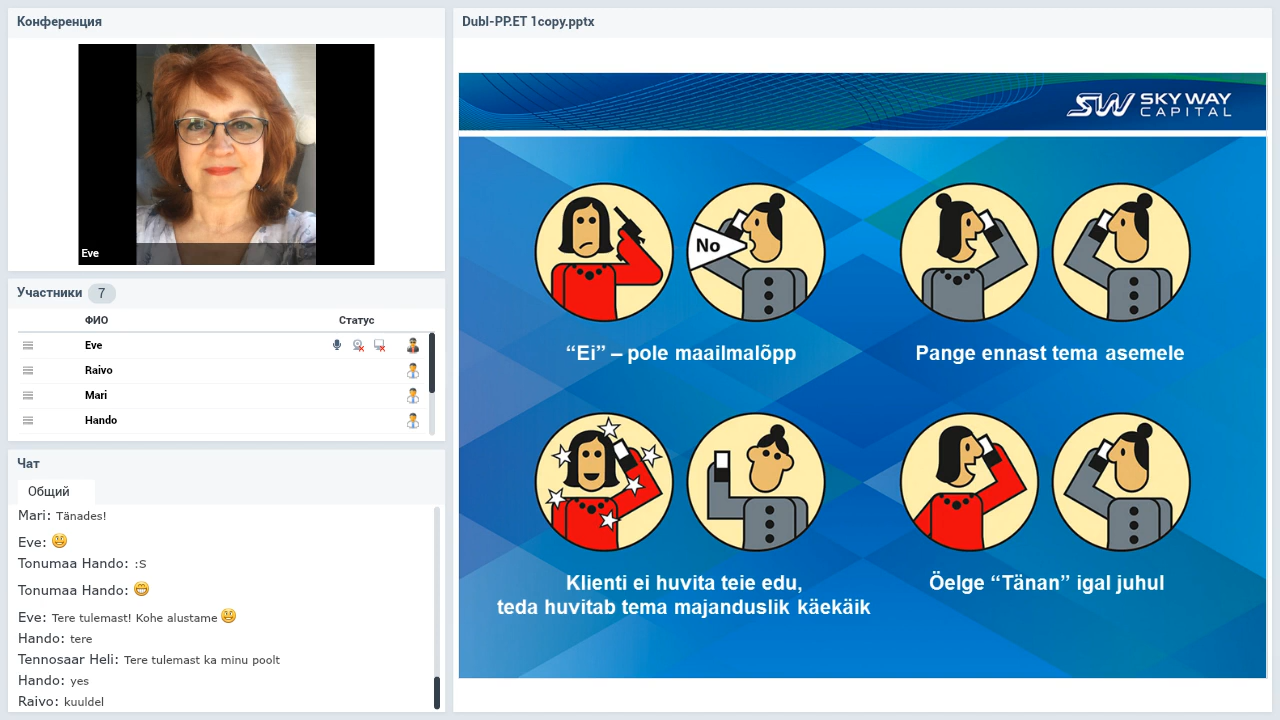 Конференция
Eve
Участники 7
ФИО Статус
Eve
Raivo
Mari
Hando
Чат
Общий
Mari: Tänades!
Eve:
Tonumaa Hando: :S
Tonumaa Hando:
Eve: Tere tulemast! Kohe alustame
Hando: tere
Tennosaar Heli: Tere tulemast ka minu poolt
Hando: yes
Raivo: kuuldel
Dubl-PP.ET 1copy.pptx
SW SKY WAY
CAPITAL
No
“Ei” – pole maailmalõpp
Pange ennast tema asemele
Klienti ei huvita teie edu,
teda huvitab tema majanduslik käekäik
Öelge “Tänan” igal juhul